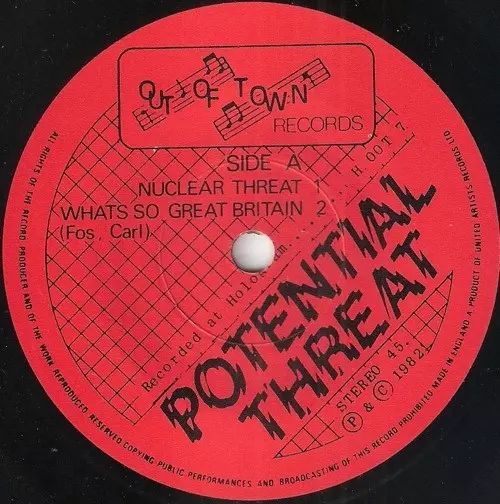 OUT OF TOWN
RECORDS
SIDE A
NUCLEAR THREAT 1
WHATS SO GREAT BRITAIN 2
(Fos, Carl)
H. OOT 7.
Recorded at
POTENTIAL
THREAT
STEREO 45.
Ⓟ & Ⓒ 1982.
ALL RIGHTS OF THE RECORD PRODUCER AND OF THE WORK REPRODUCED RESERVED COPYING PUBLIC PERFORMANCES AND BROADCASTING OF THIS RECORD PROHIBITED MADE IN ENGLAND A PRODUCT OF UNITED ARTISTS RECORDS LTD